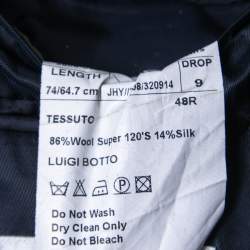 LENGTH DROP
74/64.7 cm JHY///08/320914 9
48R
TESSUTO
86%Wool Super 120'S 14%Silk
LUIGI BOTTO
Do Not Wash
Dry Clean Only
Do Not Bleach